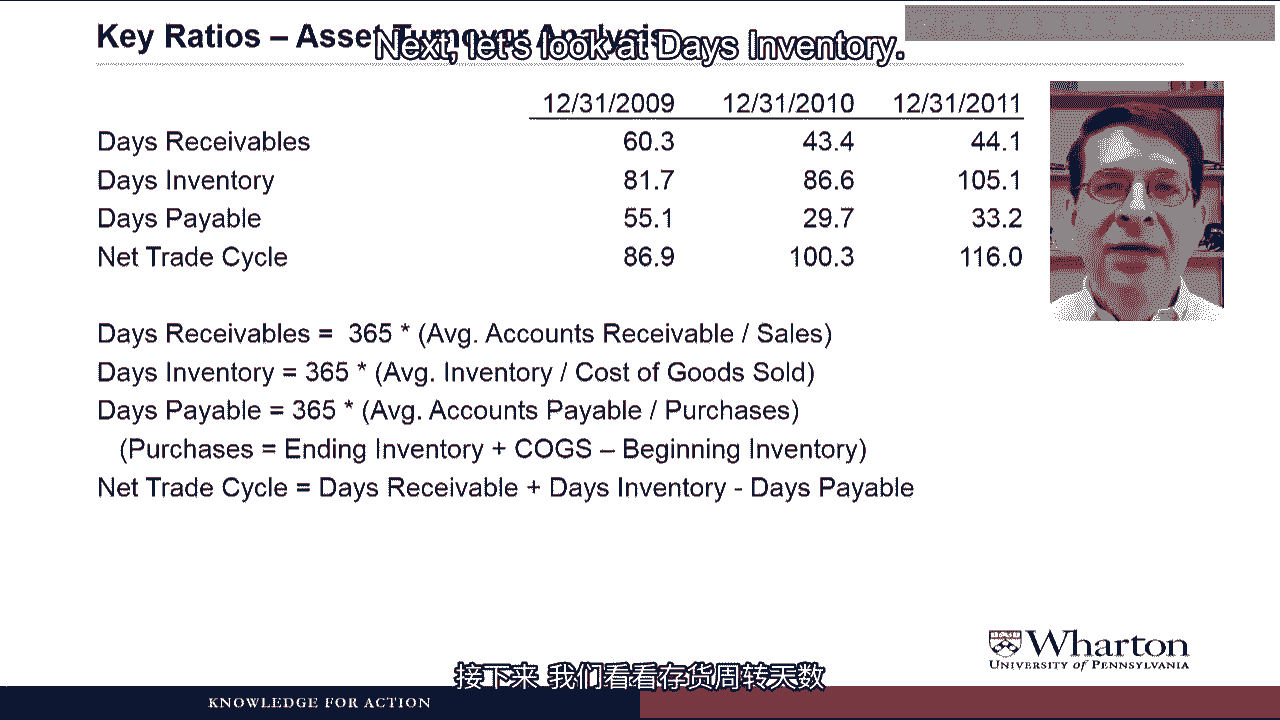 Key Ratios – Asset Turnover Analysis
Next, let's look at Days Inventory.
12/31/2009 12/31/2010 12/31/2011
Days Receivables 60.3 43.4 44.1
Days Inventory 81.7 86.6 105.1
Days Payable 55.1 29.7 33.2
Net Trade Cycle 86.9 100.3 116.0
Days Receivables = 365 * (Avg. Accounts Receivable / Sales)
Days Inventory = 365 * (Avg. Inventory / Cost of Goods Sold)
Days Payable = 365 * (Avg. Accounts Payable / Purchases)
(Purchases = Ending Inventory + COGS – Beginning Inventory)
Net Trade Cycle = Days Receivable + Days Inventory - Days Payable
Wharton
UNIVERSITY of PENNSYLVANIA
接下来 我们看看存货周转天数
KNOWLEDGE FOR ACTION